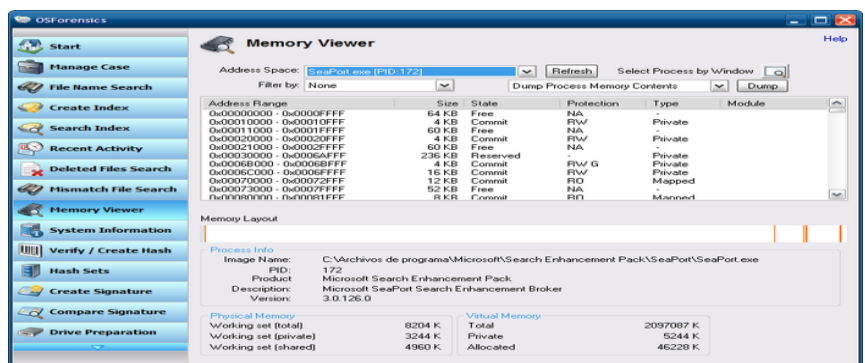 OSForensics
Start
Manage Case
File Name Search
Create Index
Search Index
Recent Activity
Deleted Files Search
Mismatch File Search
Memory Viewer
System Information
Verify / Create Hash
Hash Sets
Create Signature
Compare Signature
Drive Preparation
Memory Viewer
Help
Address Space: SeaPort.exe [PID:172] Refresh Select Process by Window
Filter by: None Dump Process Memory Contents Dump
Address Range Size State Protection Type Module
0x00000000 - 0x0000FFFF 64 KB Free NA -
0x00010000 - 0x00010FFF 4 KB Commit RW Private
0x00011000 - 0x0001FFFF 60 KB Free NA -
0x00020000 - 0x00020FFF 4 KB Commit RW Private
0x00021000 - 0x0002FFFF 60 KB Free NA -
0x00030000 - 0x0006AFFF 236 KB Reserved - Private
0x0006B000 - 0x0006BFFF 4 KB Commit RW G Private
0x0006C000 - 0x0006FFFF 16 KB Commit RW Private
0x00070000 - 0x00072FFF 12 KB Commit RO Mapped
0x00073000 - 0x0007FFFF 52 KB Free NA -
0x00080000 - 0x00081FFF 8 KB Commit RO Mapped
Memory Layout
Process Info
Image Name: C:\Archivos de programa\Microsoft\Search Enhancement Pack\SeaPort\SeaPort.exe
PID: 172
Product Microsoft Search Enhancement Pack
Description: Microsoft SeaPort Search Enhancement Broker
Version: 3.0.126.0
Physical Memory
Working set (total) 8204 K
Working set (private) 3244 K
Working set (shared) 4960 K
Virtual Memory
Total 2097087 K
Private 5244 K
Allocated 46228 K